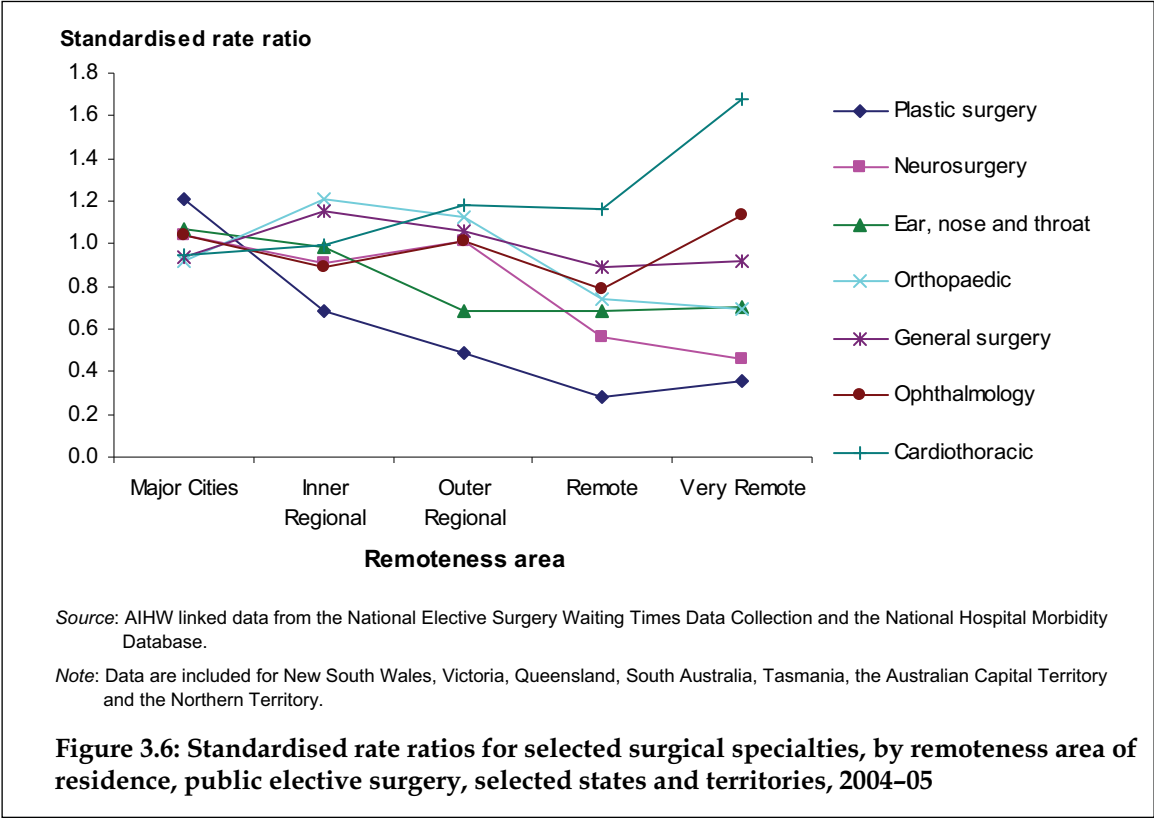 Standardised rate ratio
1.8
1.6
1.4
1.2
1.0
0.8
0.6
0.4
0.2
0.0
Major Cities
Inner
Regional
Outer
Regional
Remote
Very Remote
Remoteness area
Plastic surgery
Neurosurgery
Ear, nose and throat
Orthopaedic
General surgery
Ophthalmology
Cardiothoracic
Source: AIHW linked data from the National Elective Surgery Waiting Times Data Collection and the National Hospital Morbidity
Database.
Note: Data are included for New South Wales, Victoria, Queensland, South Australia, Tasmania, the Australian Capital Territory
and the Northern Territory.
Figure 3.6: Standardised rate ratios for selected surgical specialties, by remoteness area of
residence, public elective surgery, selected states and territories, 2004–05